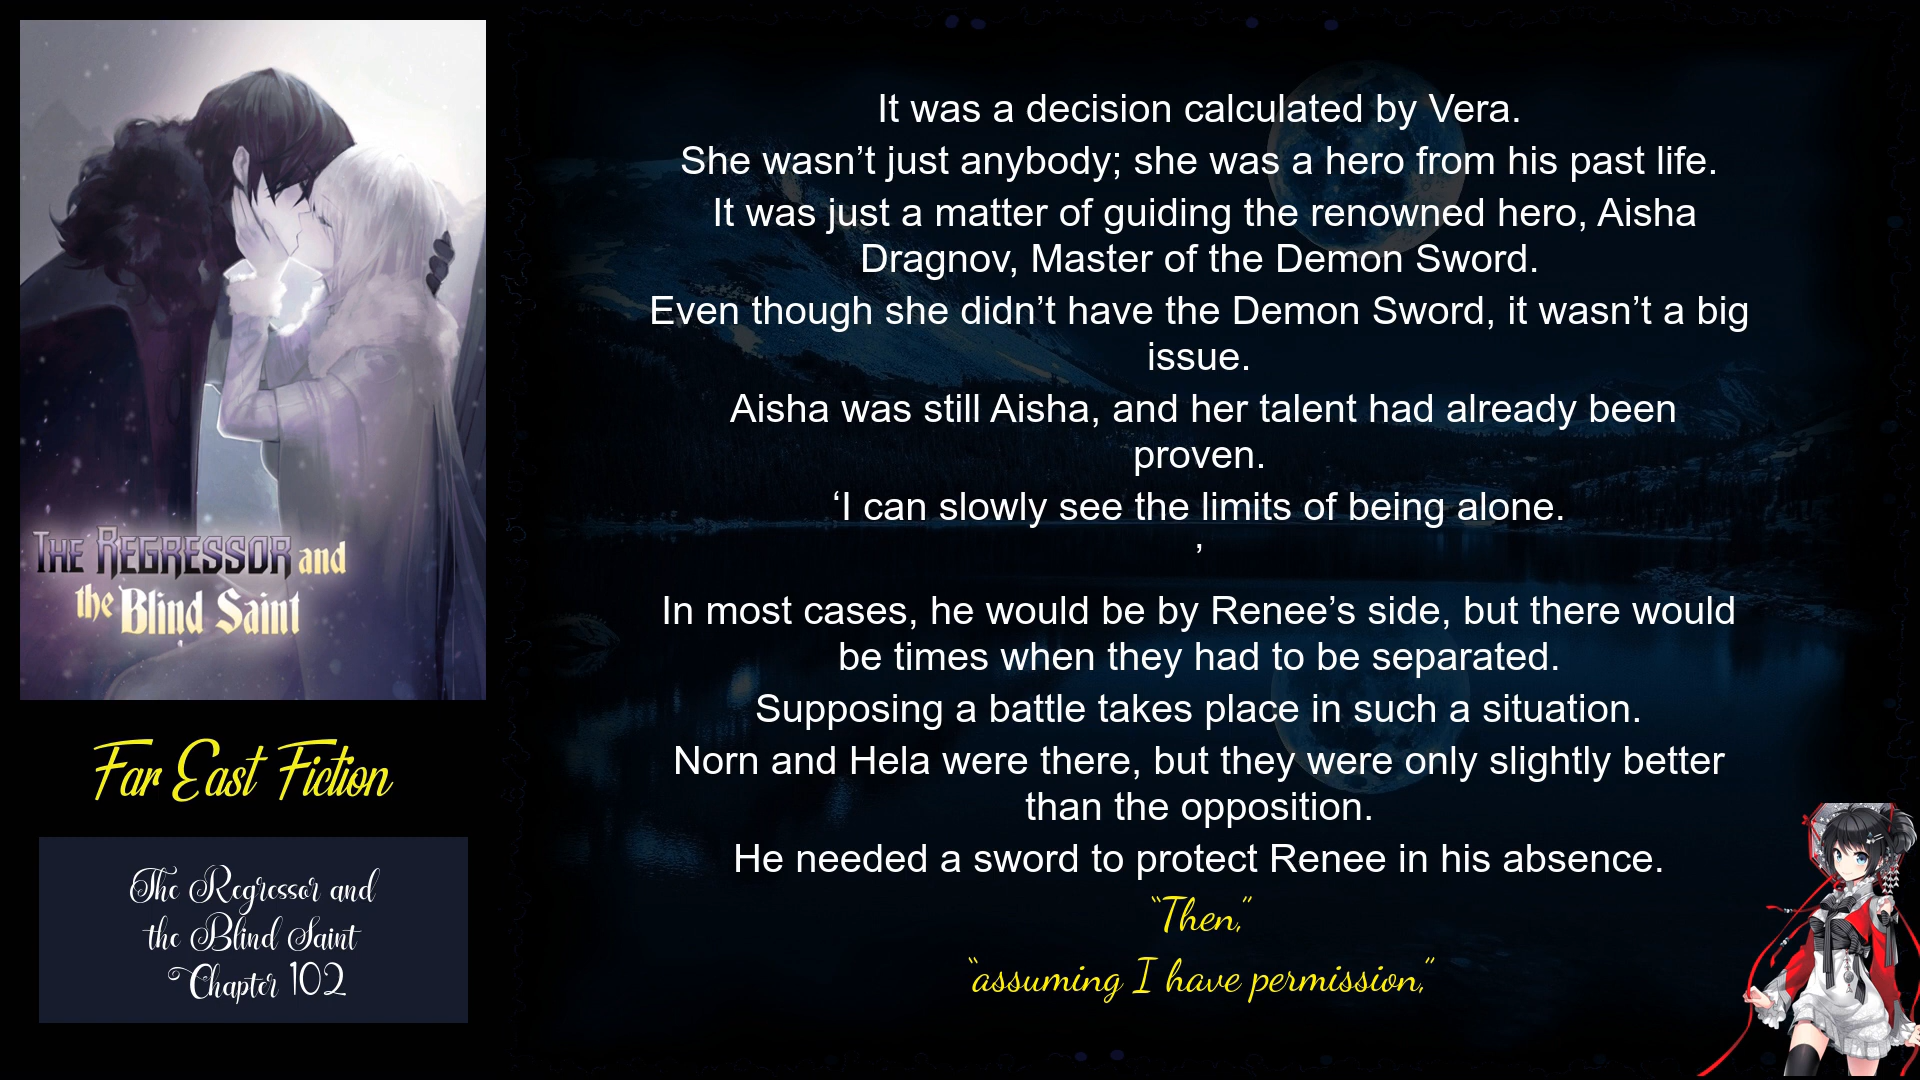 THE REGRESSOR and
the Blind Saint
Far East Fiction
The Regressor and
the Blind Saint
Chapter 102
It was a decision calculated by Vera.
She wasn’t just anybody; she was a hero from his past life.
It was just a matter of guiding the renowned hero, Aisha
Dragnov, Master of the Demon Sword.
Even though she didn’t have the Demon Sword, it wasn’t a big
issue.
Aisha was still Aisha, and her talent had already been
proven.
‘I can slowly see the limits of being alone.
’
In most cases, he would be by Renee’s side, but there would
be times when they had to be separated.
Supposing a battle takes place in such a situation.
Norn and Hela were there, but they were only slightly better
than the opposition.
He needed a sword to protect Renee in his absence.
“Then,”
“assuming I have permission,”